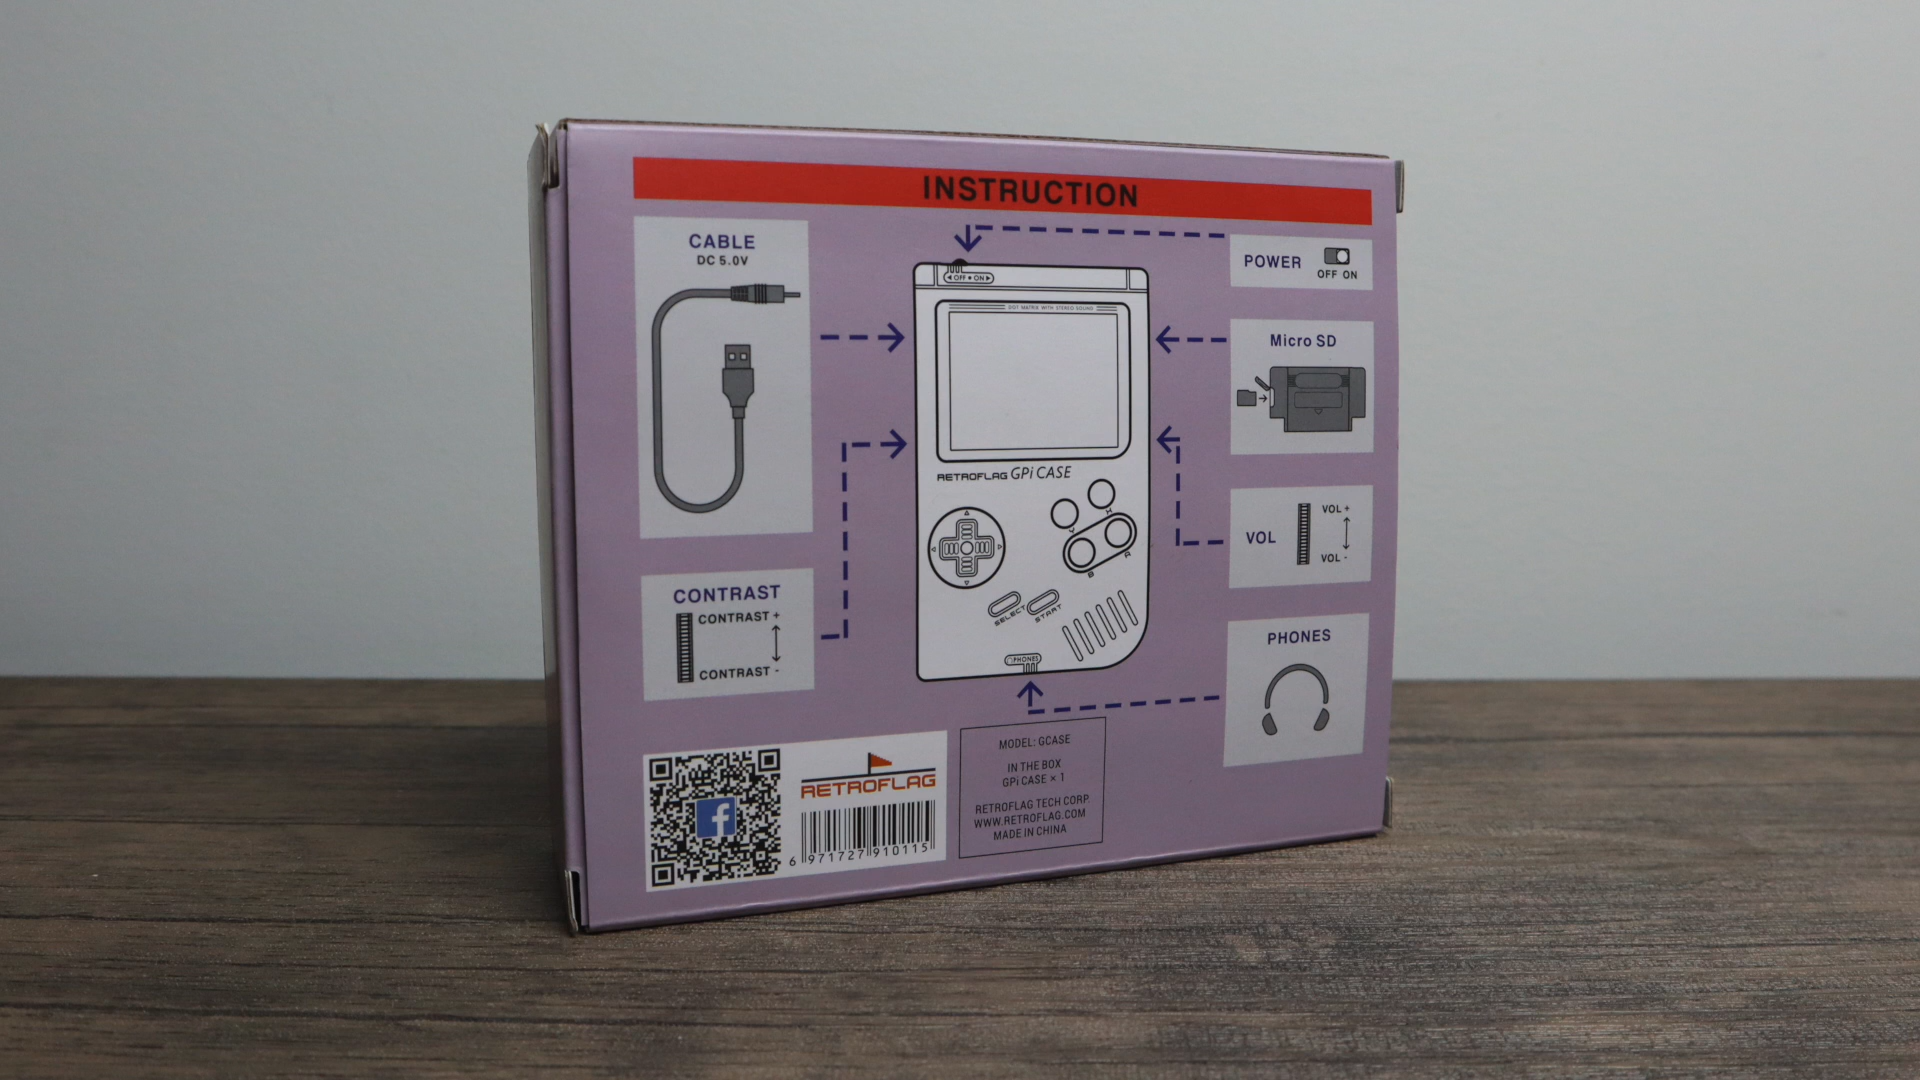 INSTRUCTION
CABLE
DC 5.0V
CONTRAST
CONTRAST +
CONTRAST -
◄ OFF • ON ►
DOT MATRIX WITH STEREO SOUND
RETROFLAG GPi CASE
Y
X
B
A
SELECT
START
PHONES
POWER
OFF ON
Micro SD
VOL
VOL +
VOL -
PHONES
f
RETROFLAG
6 971727 910115
MODEL: GCASE
IN THE BOX
GPi CASE × 1
RETROFLAG TECH CORP.
WWW.RETROFLAG.COM
MADE IN CHINA